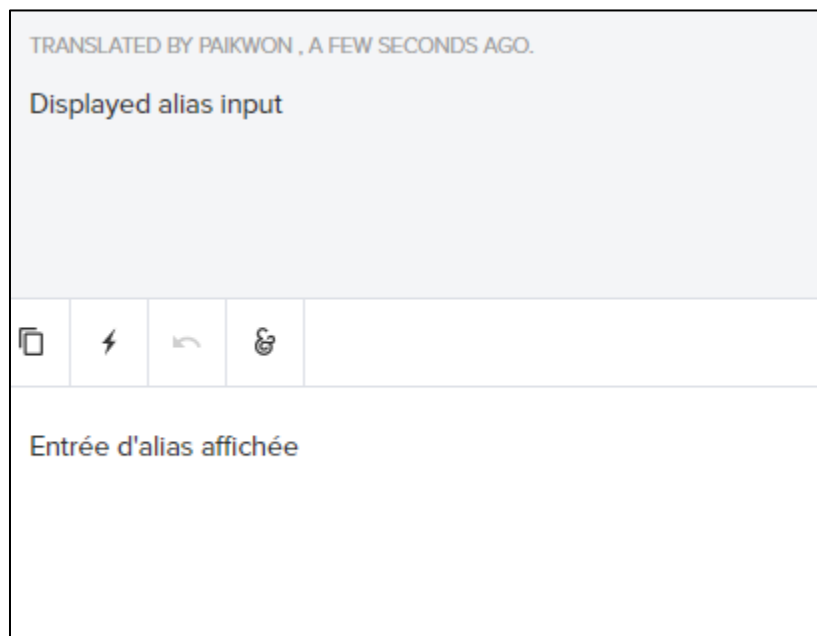 TRANSLATED BY PAIKWON , A FEW SECONDS AGO.
Displayed alias input
Entrée d'alias affichée